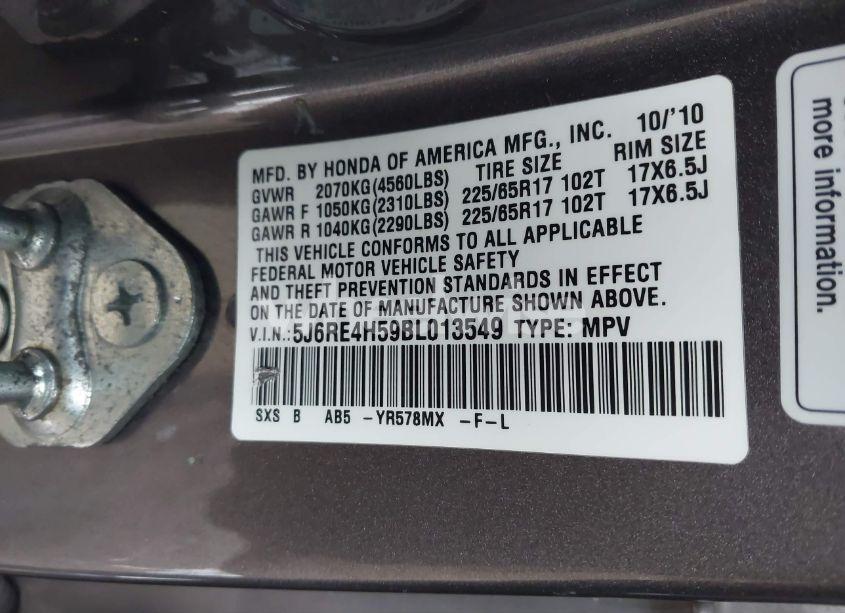 MFD. BY HONDA OF AMERICA MFG., INC. 10/'10
GVWR 2070KG(4560LBS) TIRE SIZE RIM SIZE
GAWR F 1050KG(2310LBS) 225/65R17 102T 17X6.5J
GAWR R 1040KG(2290LBS) 225/65R17 102T 17X6.5J
THIS VEHICLE CONFORMS TO ALL APPLICABLE
FEDERAL MOTOR VEHICLE SAFETY
AND THEFT PREVENTION STANDARDS IN EFFECT
ON THE DATE OF MANUFACTURE SHOWN ABOVE.
V.I.N.:5J6RE4H59BL013549 TYPE: MPV
SXS B AB5 -YR578MX -F-L
more information.